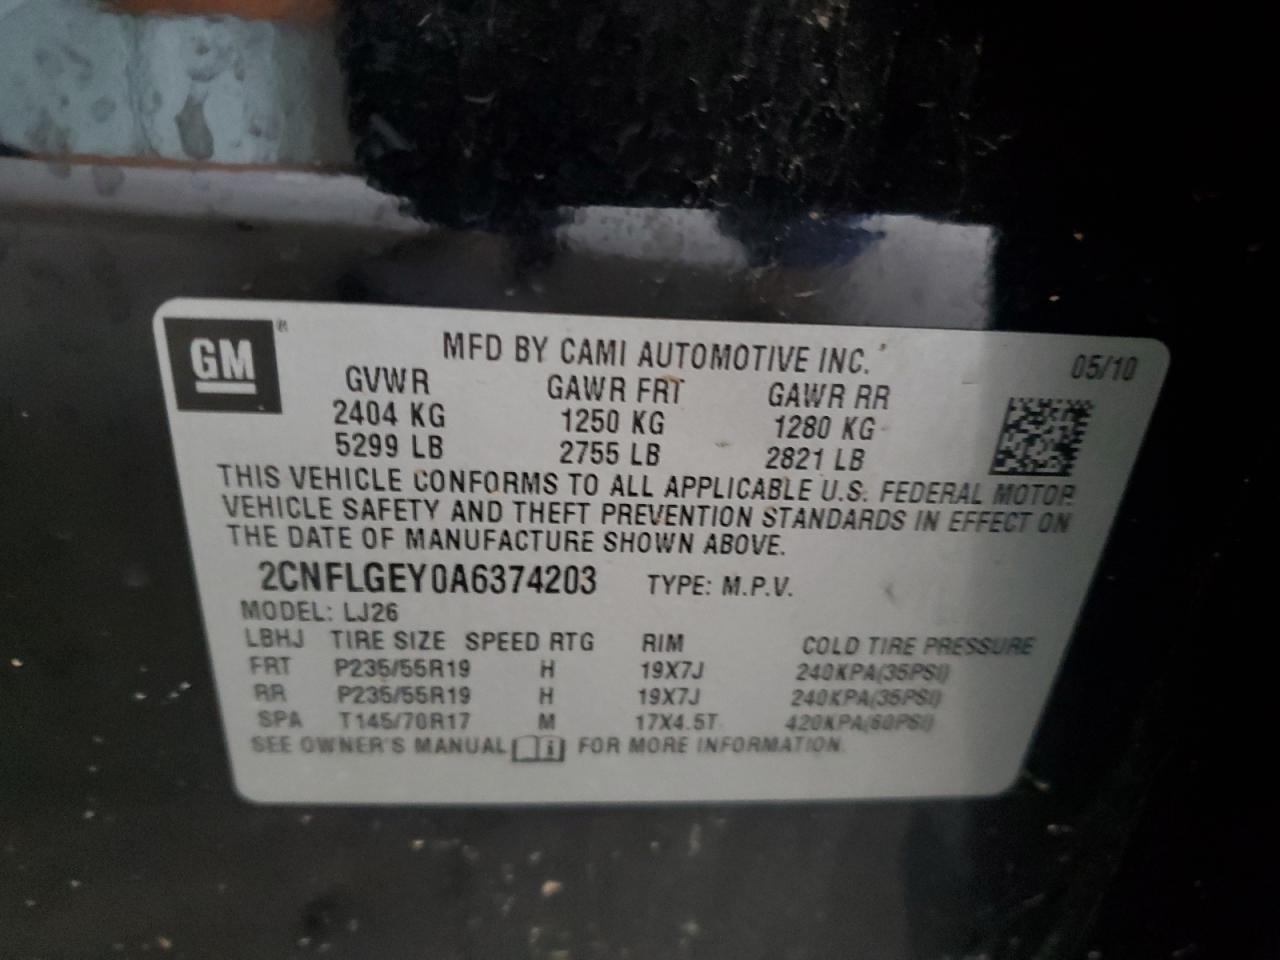 GM®
MFD BY CAMI AUTOMOTIVE INC.
05/10
GVWR GAWR FRT GAWR RR
2404 KG 1250 KG 1280 KG
5299 LB 2755 LB 2821 LB
THIS VEHICLE CONFORMS TO ALL APPLICABLE U.S. FEDERAL MOTOR
VEHICLE SAFETY AND THEFT PREVENTION STANDARDS IN EFFECT ON
THE DATE OF MANUFACTURE SHOWN ABOVE.
2CNFLGEY0A6374203 TYPE: M.P.V.
MODEL: LJ26
LBHJ TIRE SIZE SPEED RTG RIM COLD TIRE PRESSURE
FRT P235/55R19 H 19X7J 240KPA(35PSI)
RR P235/55R19 H 19X7J 240KPA(35PSI)
SPA T145/70R17 M 17X4.5T 420KPA(60PSI)
SEE OWNER'S MANUAL FOR MORE INFORMATION.